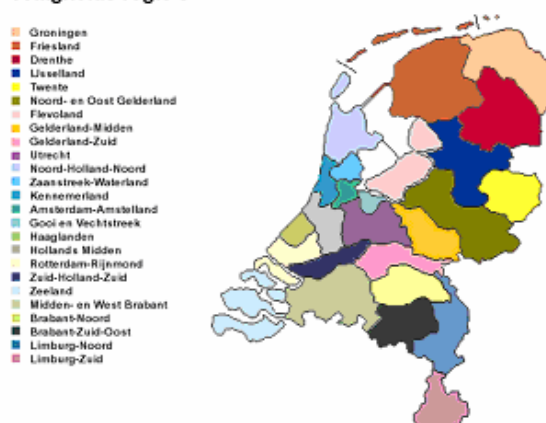 Groningen
Friesland
Drenthe
IJsselland
Twente
Noord- en Oost Gelderland
Flevoland
Gelderland-Midden
Gelderland-Zuid
Utrecht
Noord-Holland-Noord
Zaanstreek-Waterland
Kennemerland
Amsterdam-Amstelland
Gooi en Vechtstreek
Haaglanden
Hollands Midden
Rotterdam-Rijnmond
Zuid-Holland-Zuid
Zeeland
Midden- en West Brabant
Brabant-Noord
Brabant-Zuid-Oost
Limburg-Noord
Limburg-Zuid